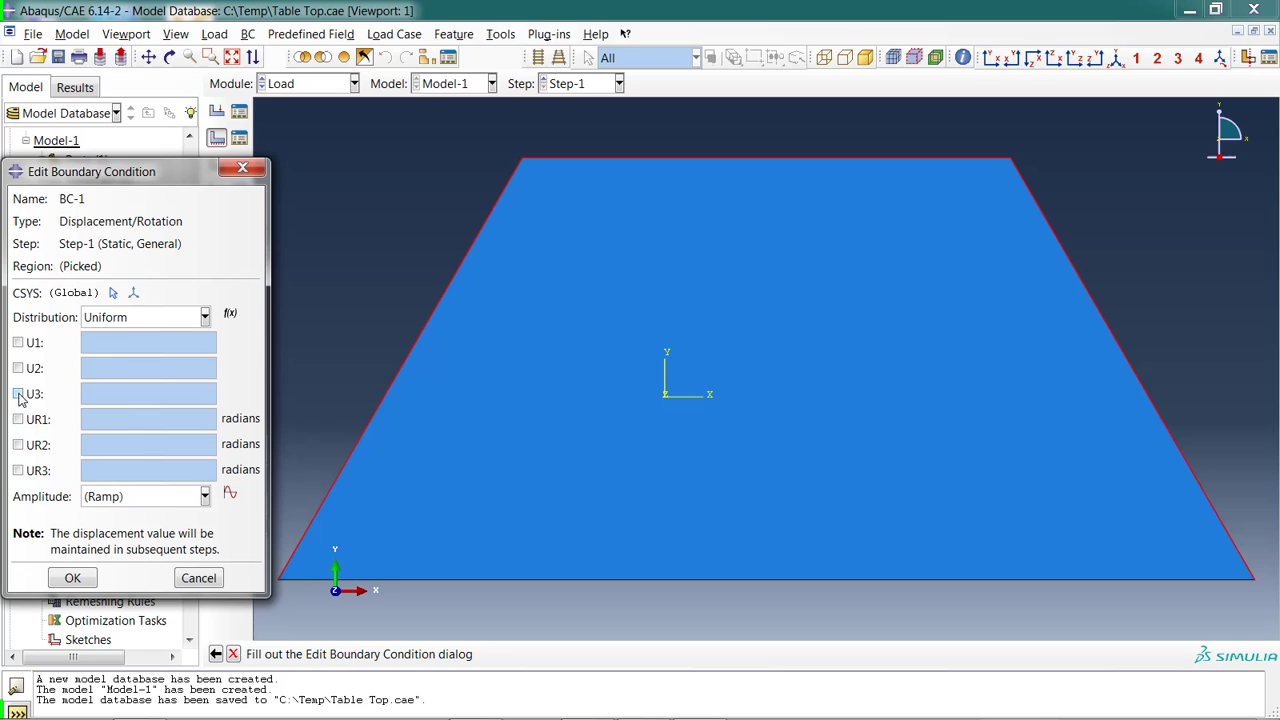 Abaqus/CAE 6.14-2 - Model Database: C:\Temp\Table Top.cae [Viewport: 1]
File Model Viewport View Load BC Predefined Field Load Case Feature Tools Plug-ins Help
All
1 2 3 4
Model Results
Module: Load Model: Model-1 Step: Step-1
Model Database
Model-1
Edit Boundary Condition
Name: BC-1
Type: Displacement/Rotation
Step: Step-1 (Static, General)
Region: (Picked)
CSYS: (Global)
Distribution: Uniform f(x)
U1:
U2:
U3:
UR1: radians
UR2: radians
UR3: radians
Amplitude: (Ramp)
Note: The displacement value will be
maintained in subsequent steps.
OK Cancel
Remeshing Rules
Optimization Tasks
Sketches
Y
X
Y
X
Y
Z X
Fill out the Edit Boundary Condition dialog
SIMULIA
A new model database has been created.
The model "Model-1" has been created.
The model database has been saved to "C:\Temp\Table Top.cae".
>>>